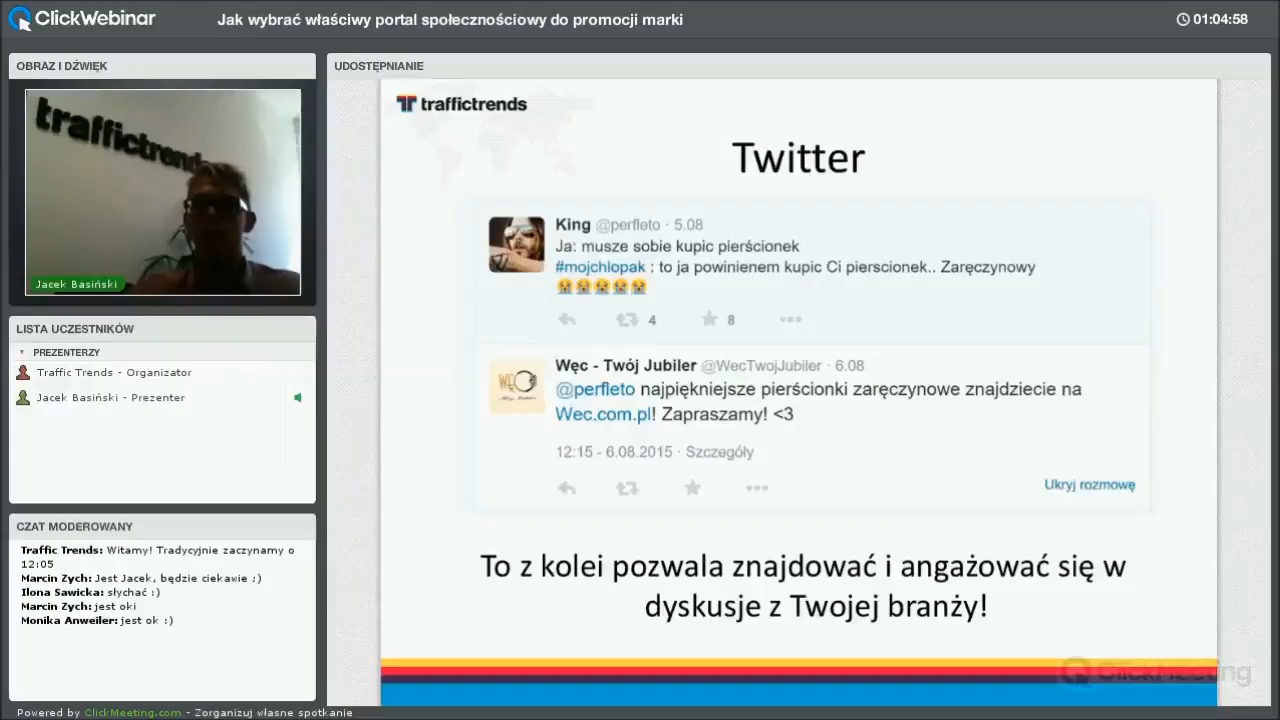 ClickWebinar
Jak wybrać właściwy portal społecznościowy do promocji marki
01:04:58
OBRAZ I DŹWIĘK
traffictrends
Jacek Basiński
LISTA UCZESTNIKÓW
PREZENTERZY
Traffic Trends - Organizator
Jacek Basiński - Prezenter
CZAT MODEROWANY
Traffic Trends: Witamy! Tradycyjnie zaczynamy o
12:05
Marcin Zych: Jest Jacek, będzie ciekawie ;)
Ilona Sawicka: słychać :)
Marcin Zych: jest oki
Monika Anweiler: jest ok :)
UDOSTĘPNIANIE
traffictrends
Twitter
King @perfleto · 5.08
Ja: musze sobie kupic pierścionek
#mojchlopak : to ja powinienem kupic Ci pierscionek.. Zaręczynowy
😭😭😭😭😭
4 8
WĘC
Węc - Twój Jubiler @WecTwojJubiler · 6.08
@perfleto najpiękniejsze pierścionki zaręczynowe znajdziecie na
Wec.com.pl! Zapraszamy! <3
12:15 - 6.08.2015 · Szczegóły
Ukryj rozmowę
To z kolei pozwala znajdować i angażować się w
dyskusje z Twojej branży!
ClickMeeting
Powered by ClickMeeting.com - Zorganizuj własne spotkanie